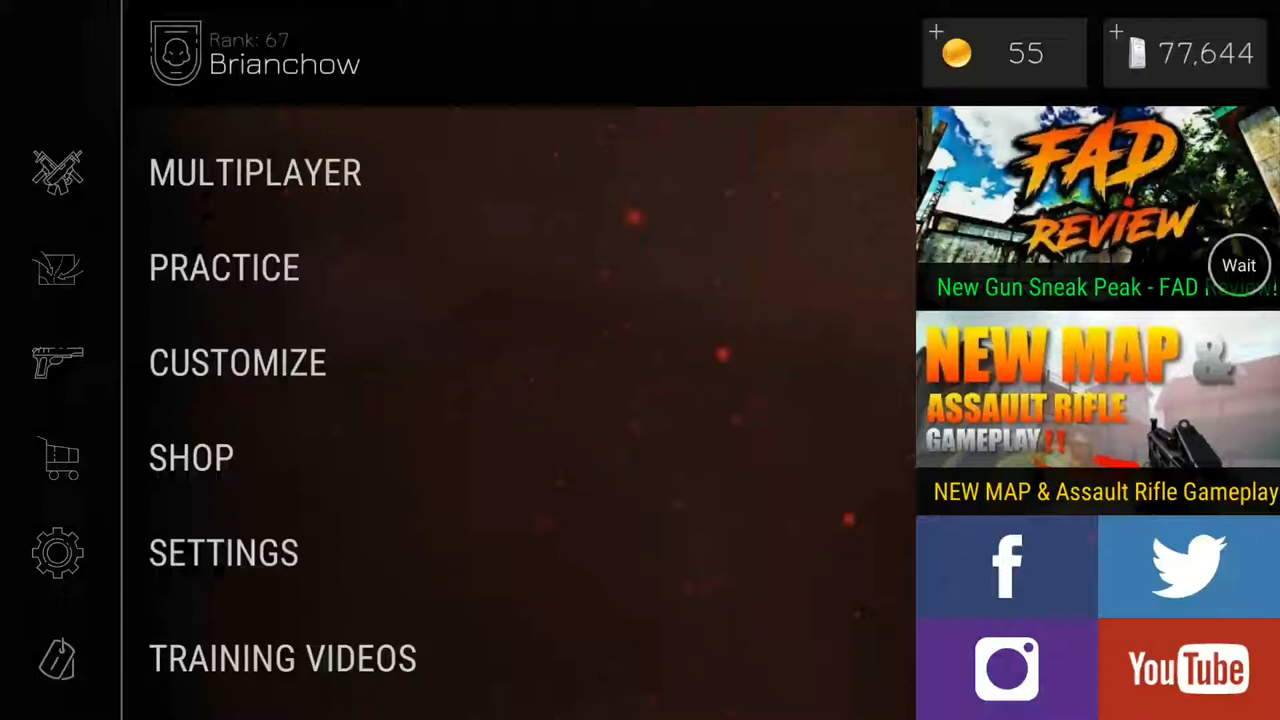 Rank: 67
Brianchow
55
77,644
MULTIPLAYER
PRACTICE
CUSTOMIZE
SHOP
SETTINGS
TRAINING VIDEOS
FAD
REVIEW
Wait
New Gun Sneak Peak - FAD Review!
NEW MAP &
ASSAULT RIFLE
GAMEPLAY!!
NEW MAP & Assault Rifle Gameplay
f
YouTube